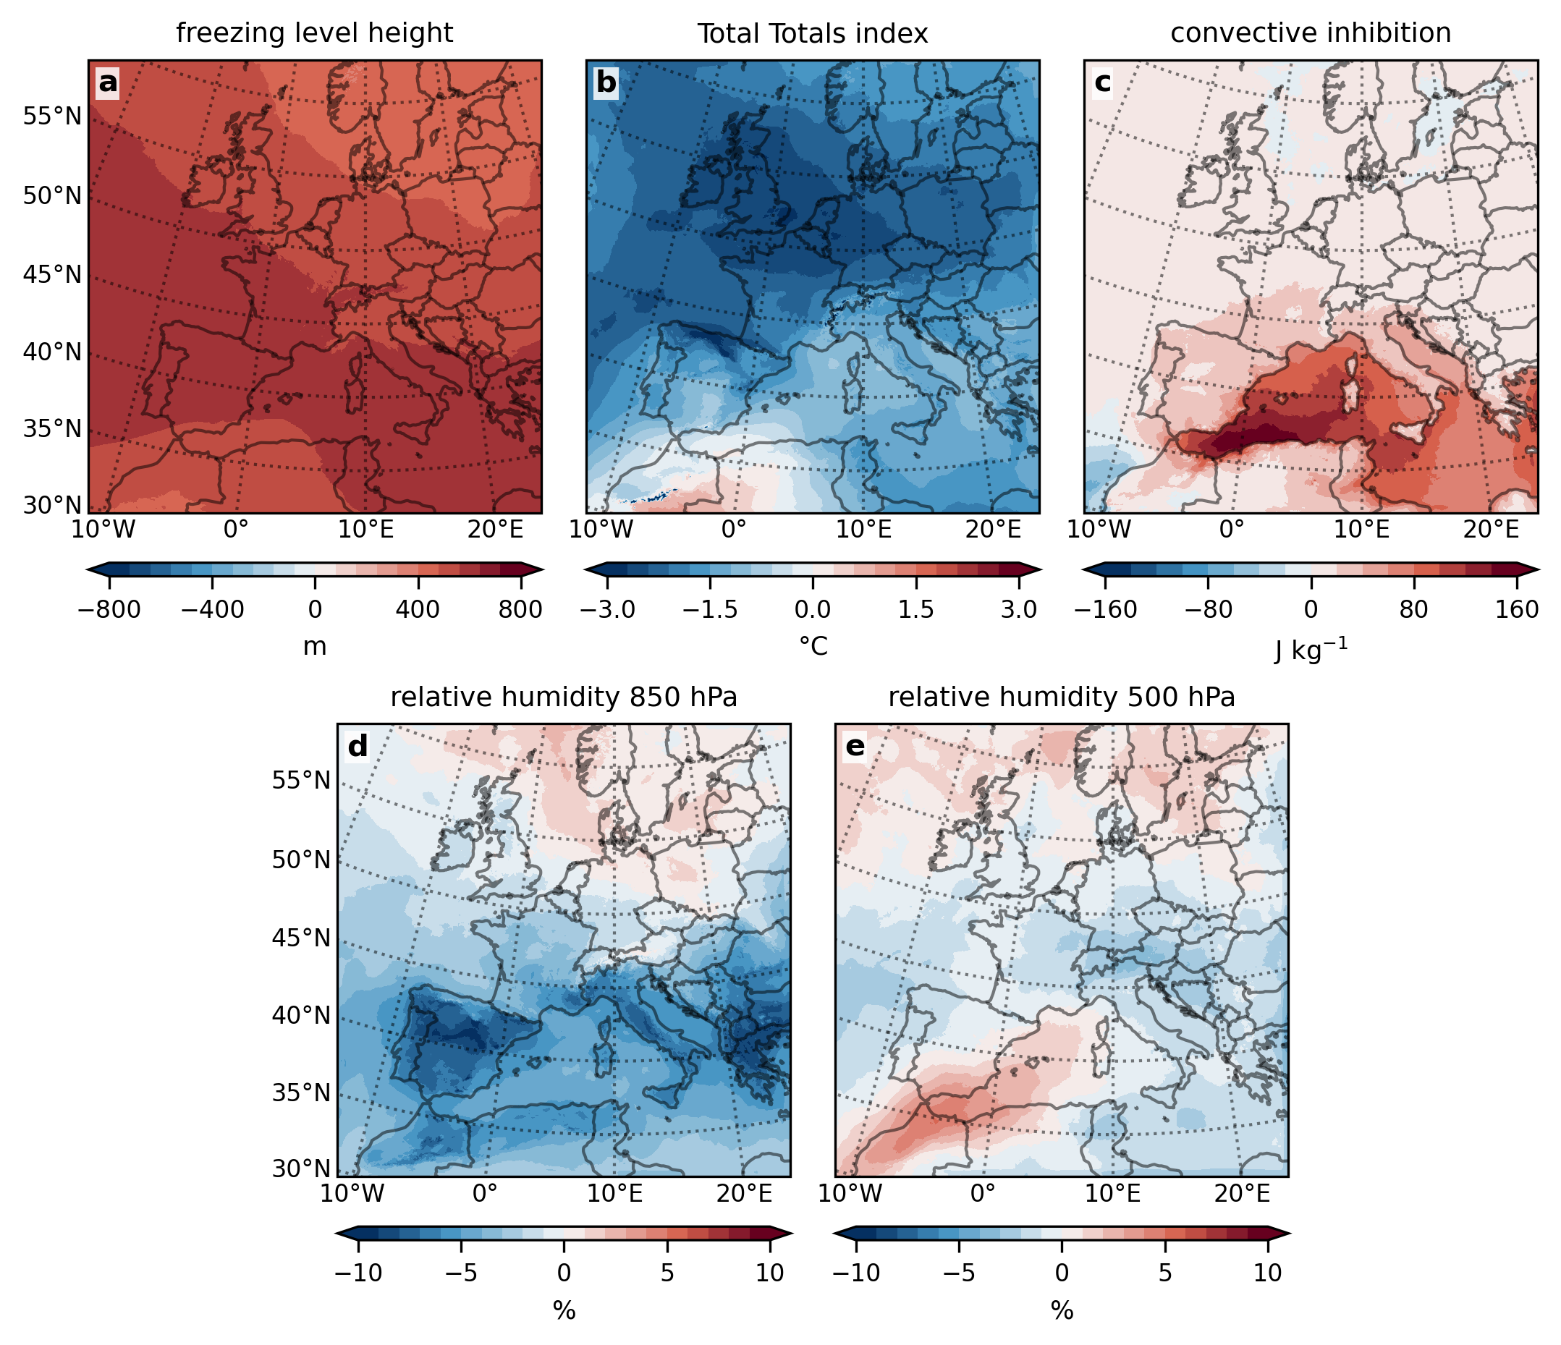 freezing level height
Total Totals index
convective inhibition
a
b
c
55°N
50°N
45°N
40°N
35°N
30°N
10°W 0° 10°E 20°E
10°W 0° 10°E 20°E
10°W 0° 10°E 20°E
−800 −400 0 400 800
−3.0 −1.5 0.0 1.5 3.0
−160 −80 0 80 160
m
°C
J kg⁻¹
relative humidity 850 hPa
relative humidity 500 hPa
d
e
55°N
50°N
45°N
40°N
35°N
30°N
10°W 0° 10°E 20°E
10°W 0° 10°E 20°E
−10 −5 0 5 10
−10 −5 0 5 10
%
%